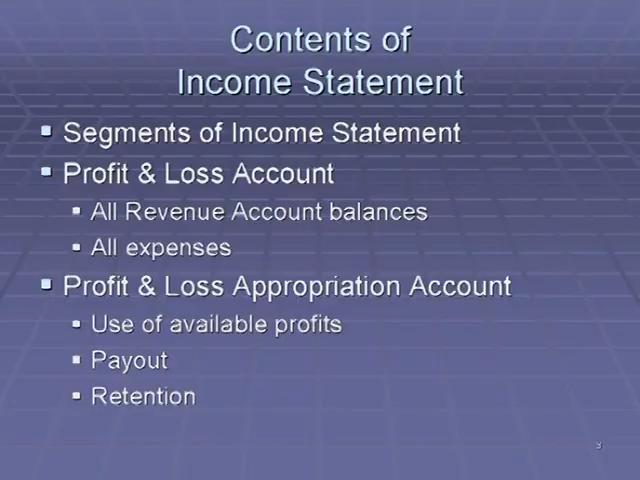 Contents of
Income Statement
Segments of Income Statement
Profit & Loss Account
All Revenue Account balances
All expenses
Profit & Loss Appropriation Account
Use of available profits
Payout
Retention